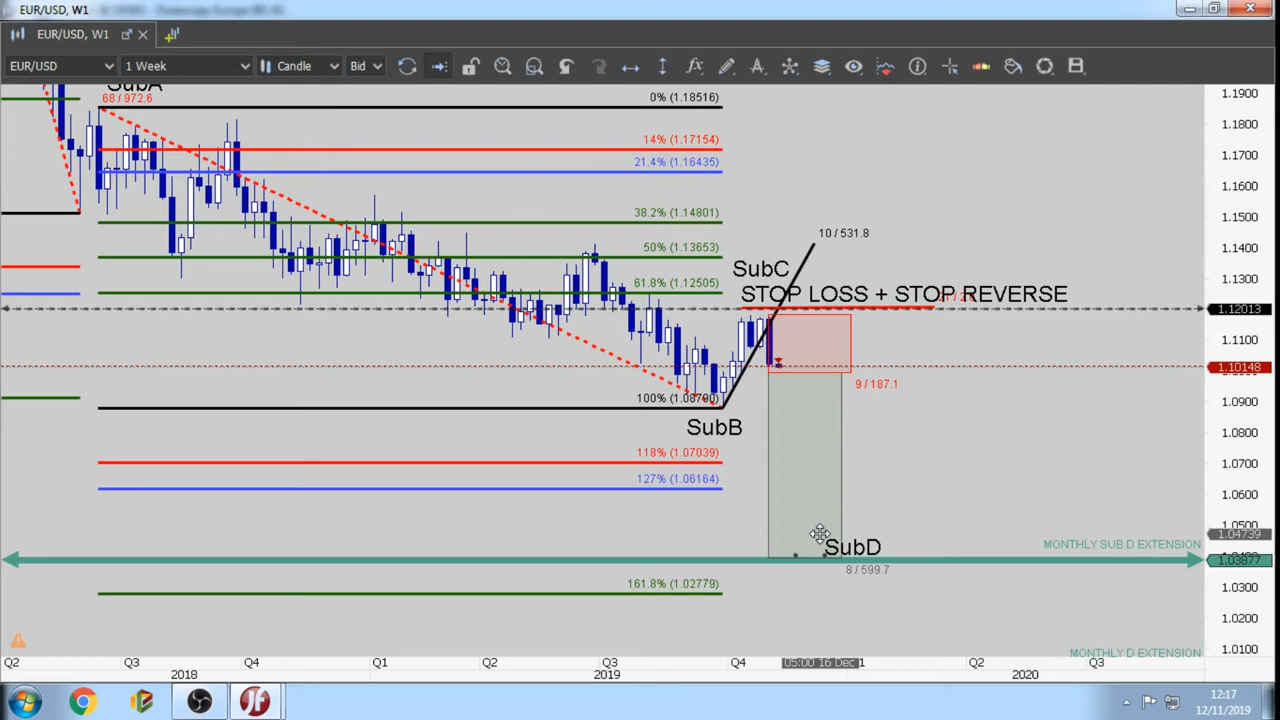 EUR/USD, W1
EUR/USD, W1
EUR/USD 1 Week Candle Bid
SubA
68 / 972.6
0% (1.18516)
14% (1.17154)
21.4% (1.16435)
38.2% (1.14801)
50% (1.13653)
61.8% (1.12505)
100% (1.08790)
118% (1.07039)
127% (1.06164)
161.8% (1.02779)
10 / 531.8
SubC
STOP LOSS + STOP REVERSE
9 / 187.1
SubB
SubD
8 / 599.7
MONTHLY SUB D EXTENSION
MONTHLY D EXTENSION
1.1900
1.1800
1.1700
1.1600
1.1500
1.1400
1.1300
1.12013
1.1100
1.10148
1.0900
1.0800
1.0700
1.0600
1.0500
1.04739
1.03877
1.0300
1.0200
1.0100
Q2 Q3 Q4 Q1 Q2 Q3 Q4 05:00 16 Dec 1 Q2 Q3
2018 2019 2020
12:17
12/11/2019